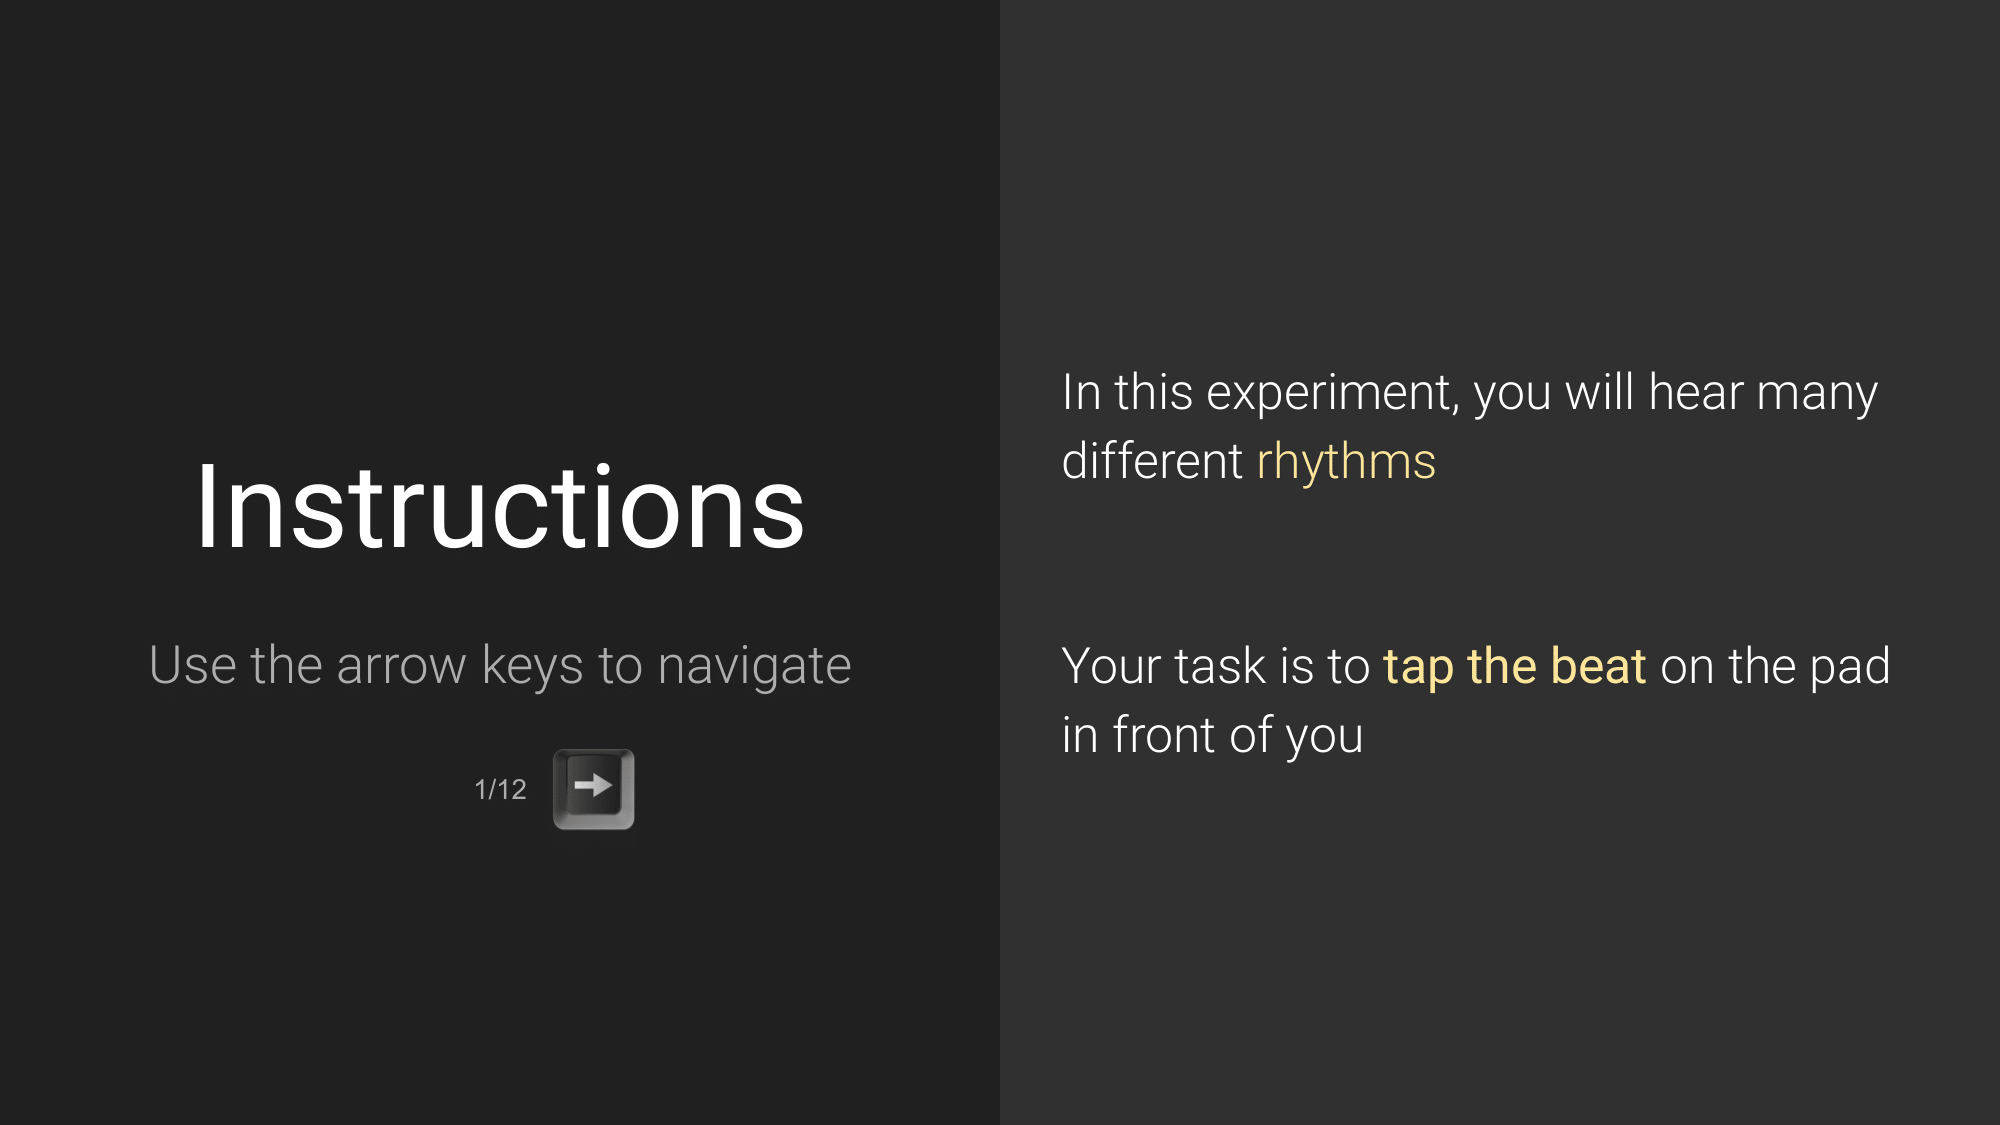 Instructions
Use the arrow keys to navigate
1/12
In this experiment, you will hear many
different rhythms
Your task is to tap the beat on the pad
in front of you